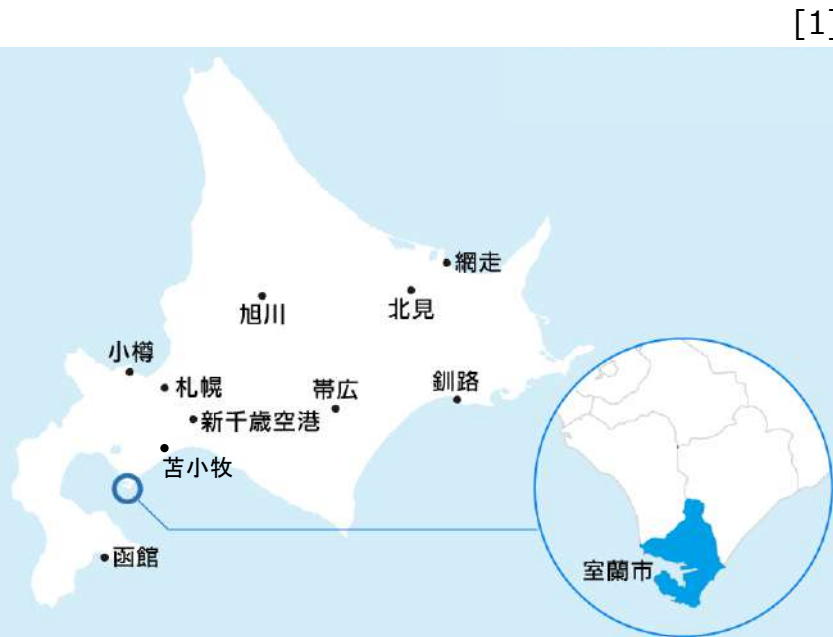 [1]
網走
北見
旭川
小樽
札幌
帯広
釧路
新千歳空港
苫小牧
函館
室蘭市